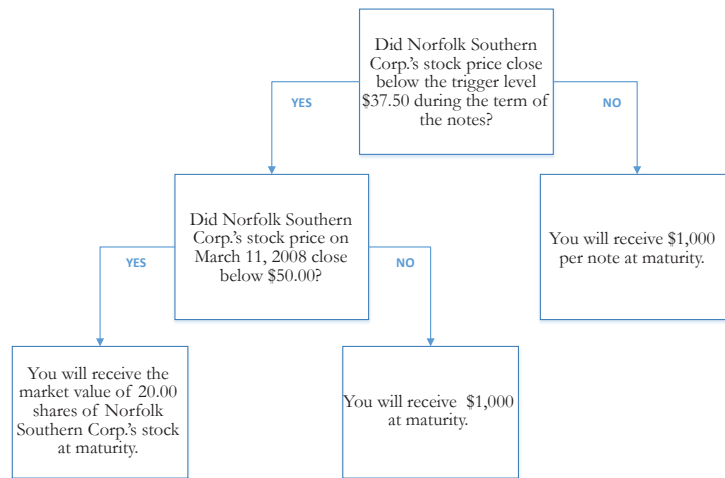 Did Norfolk Southern
Corp.'s stock price close
below the trigger level
$37.50 during the term of
the notes?
YES
NO
Did Norfolk Southern
Corp.'s stock price on
March 11, 2008 close
below $50.00?
You will receive $1,000
per note at maturity.
YES
NO
You will receive the
market value of 20.00
shares of Norfolk
Southern Corp.'s stock
at maturity.
You will receive $1,000
at maturity.